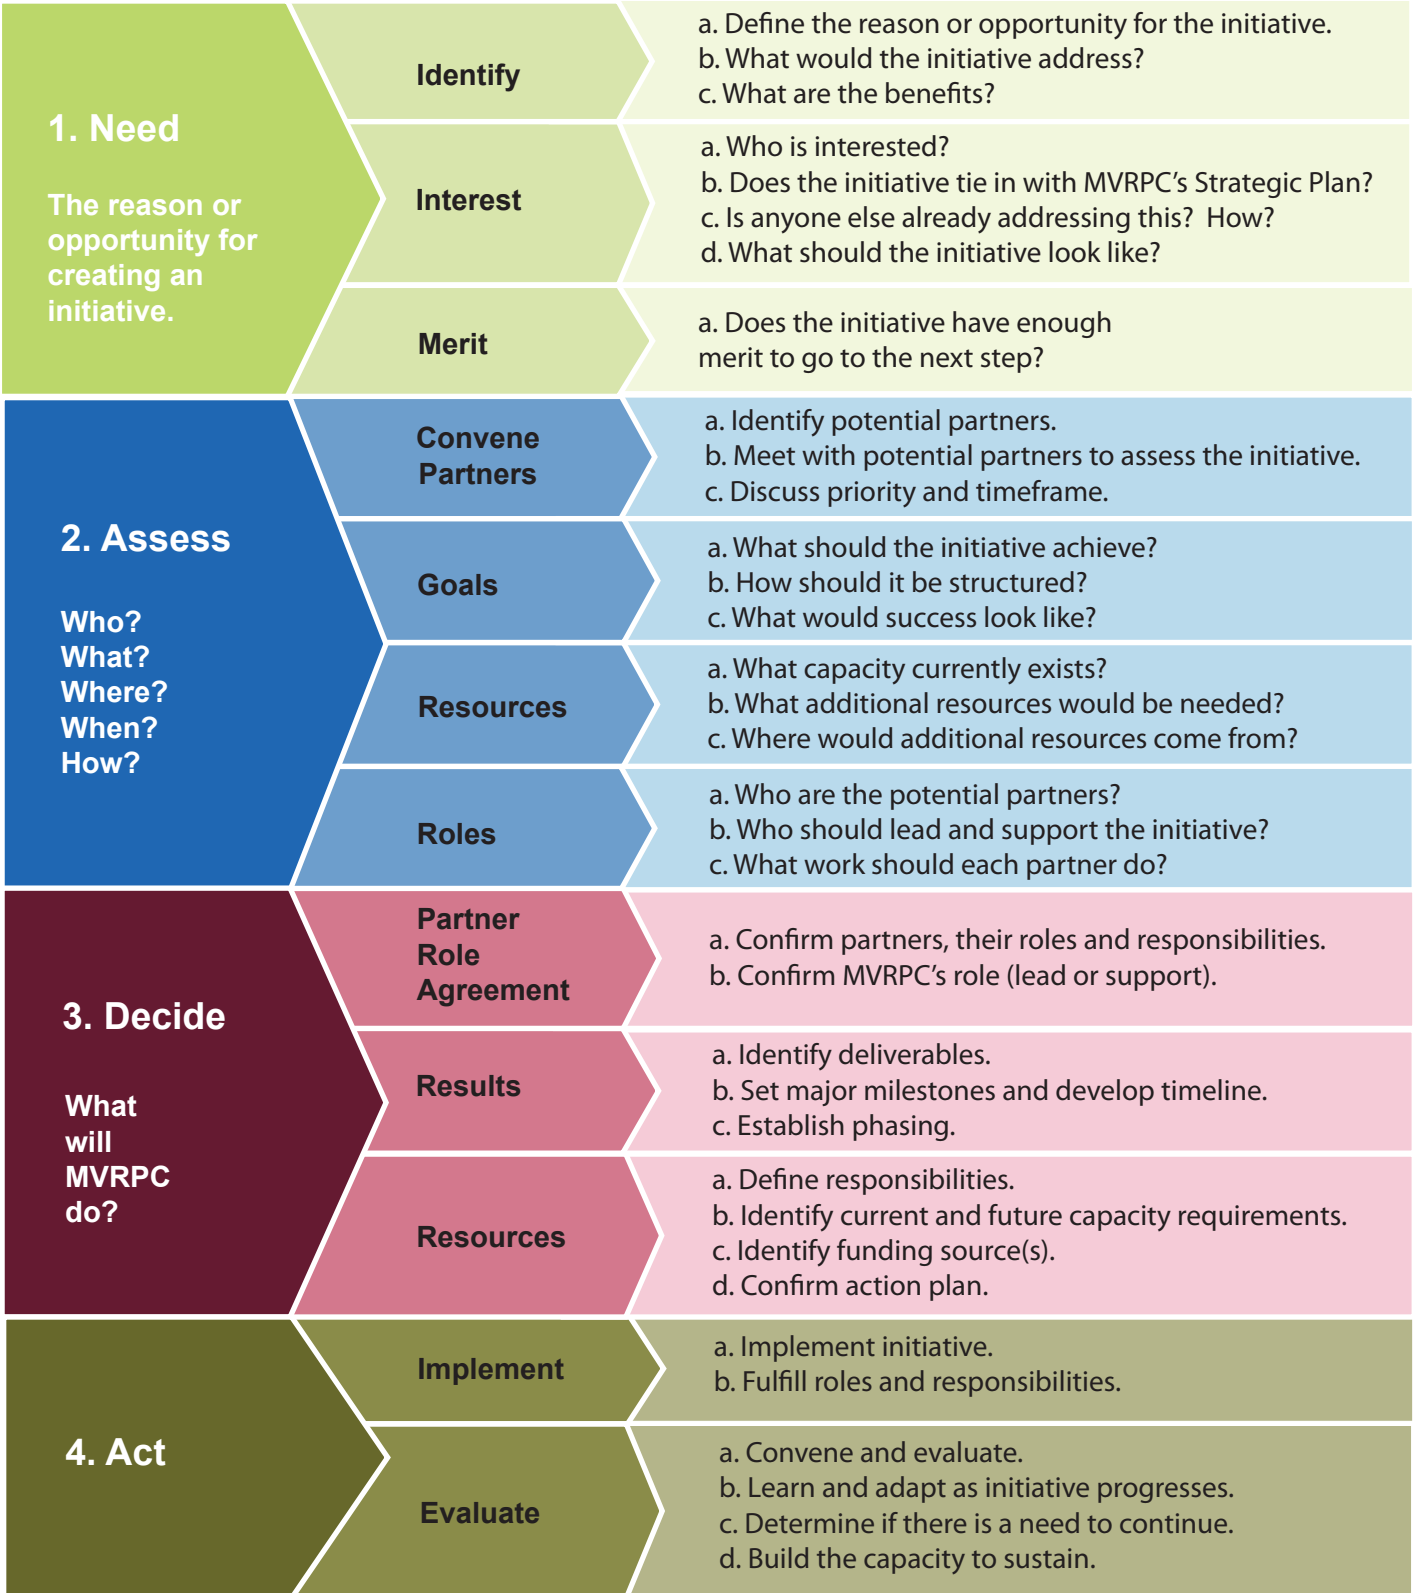 1. Need
The reason or
opportunity for
creating an
initiative.
Identify
a. Define the reason or opportunity for the initiative.
b. What would the initiative address?
c. What are the benefits?
Interest
a. Who is interested?
b. Does the initiative tie in with MVRPC’s Strategic Plan?
c. Is anyone else already addressing this?  How?
d. What should the initiative look like?
Merit
a. Does the initiative have enough
merit to go to the next step?
2. Assess
Who?
What?
Where?
When?
How?
Convene
Partners
a. Identify potential partners.
b. Meet with potential partners to assess the initiative.
c. Discuss priority and timeframe.
Goals
a. What should the initiative achieve?
b. How should it be structured?
c. What would success look like?
Resources
a. What capacity currently exists?
b. What additional resources would be needed?
c. Where would additional resources come from?
Roles
a. Who are the potential partners?
b. Who should lead and support the initiative?
c. What work should each partner do?
3. Decide
What
will
MVRPC
do?
Partner
Role
Agreement
a. Confirm partners, their roles and responsibilities.
b. Confirm MVRPC’s role (lead or support).
Results
a. Identify deliverables.
b. Set major milestones and develop timeline.
c. Establish phasing.
Resources
a. Define responsibilities.
b. Identify current and future capacity requirements.
c. Identify funding source(s).
d. Confirm action plan.
4. Act
Implement
a. Implement initiative.
b. Fulfill roles and responsibilities.
Evaluate
a. Convene and evaluate.
b. Learn and adapt as initiative progresses.
c. Determine if there is a need to continue.
d. Build the capacity to sustain.